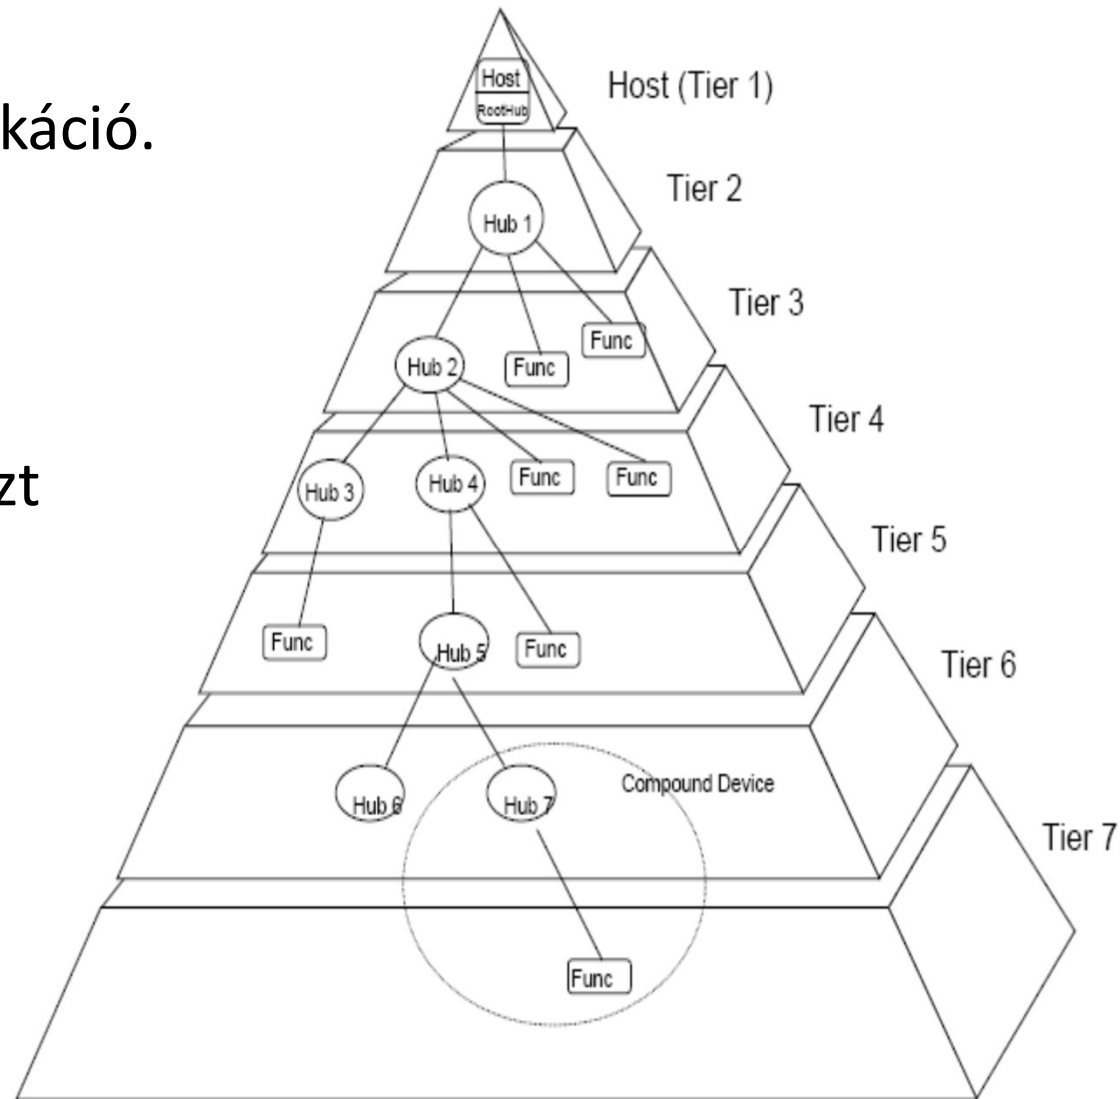 káció.
zt
Host
RootHub
Host (Tier 1)
Hub 1
Tier 2
Hub 2
Func
Func
Tier 3
Hub 3
Hub 4
Func
Func
Tier 4
Func
Hub 5
Func
Tier 5
Hub 6
Hub 7
Compound Device
Tier 6
Func
Tier 7